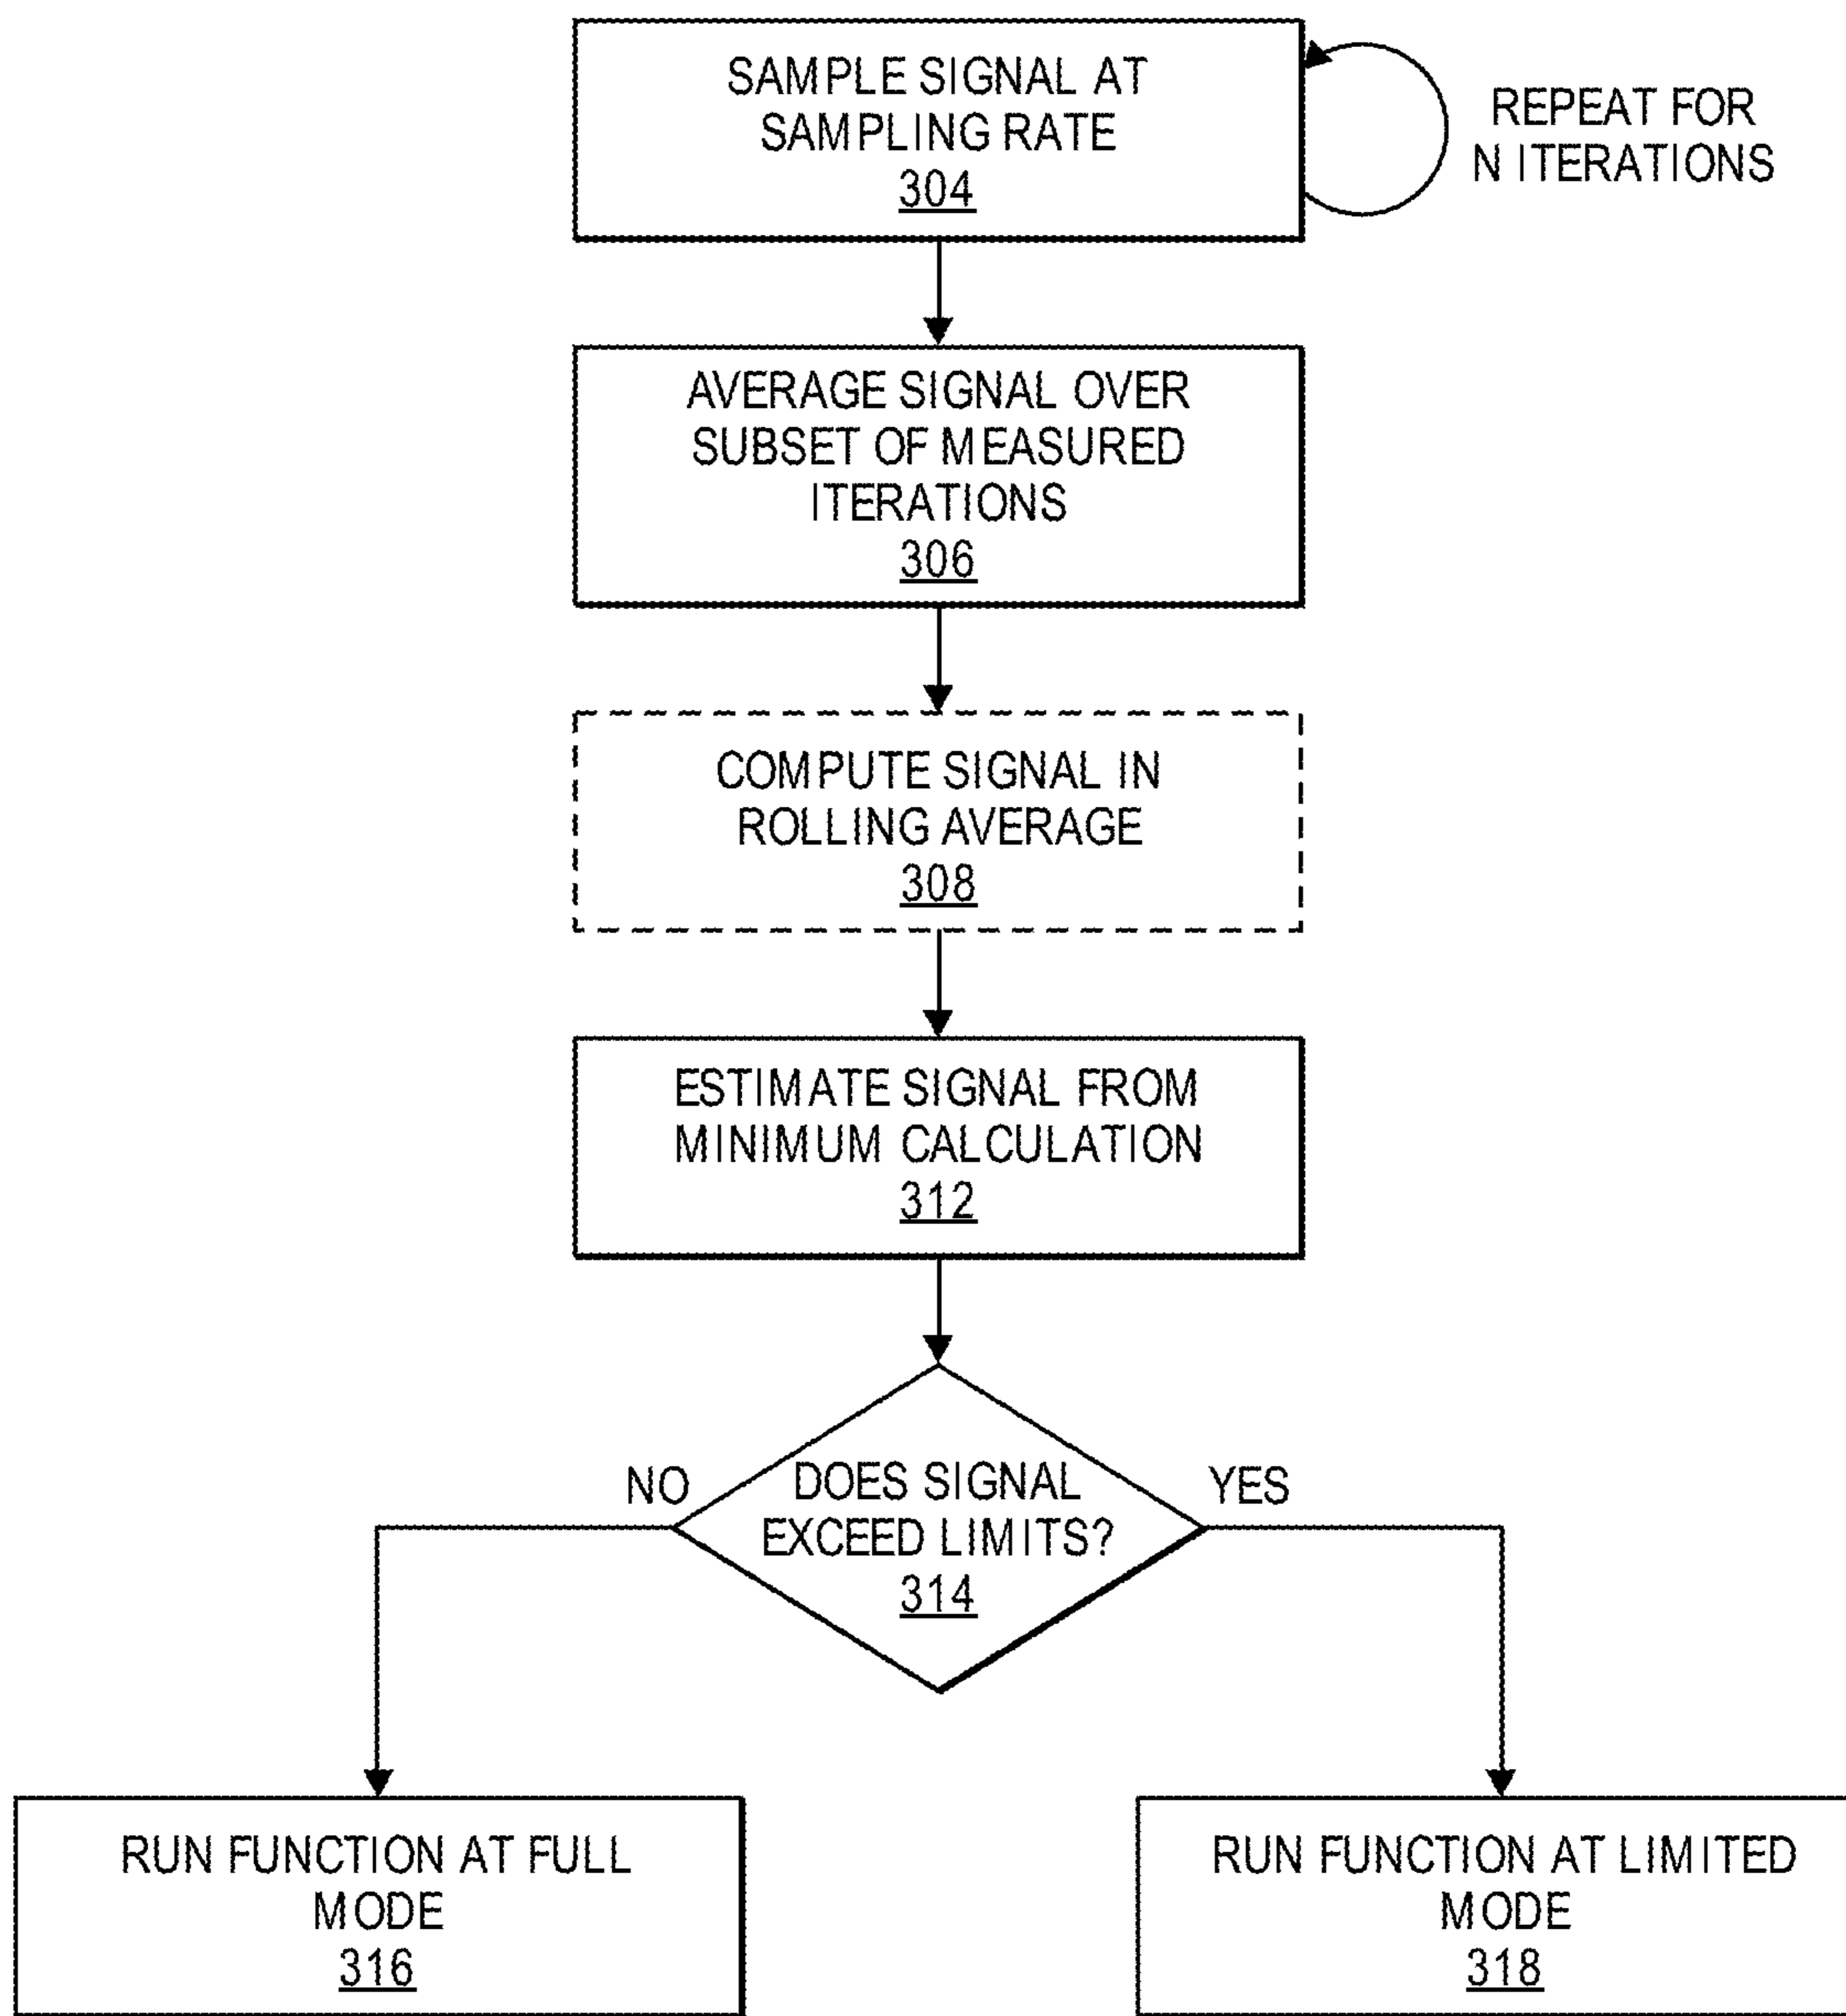 SAMPLE SIGNAL AT
SAMPLING RATE
304
REPEAT FOR
N ITERATIONS
AVERAGE SIGNAL OVER
SUBSET OF MEASURED
ITERATIONS
306
COMPUTE SIGNAL IN
ROLLING AVERAGE
308
ESTIMATE SIGNAL FROM
MINIMUM CALCULATION
312
NO
DOES SIGNAL
EXCEED LIMITS?
314
YES
RUN FUNCTION AT FULL
MODE
316
RUN FUNCTION AT LIMITED
MODE
318